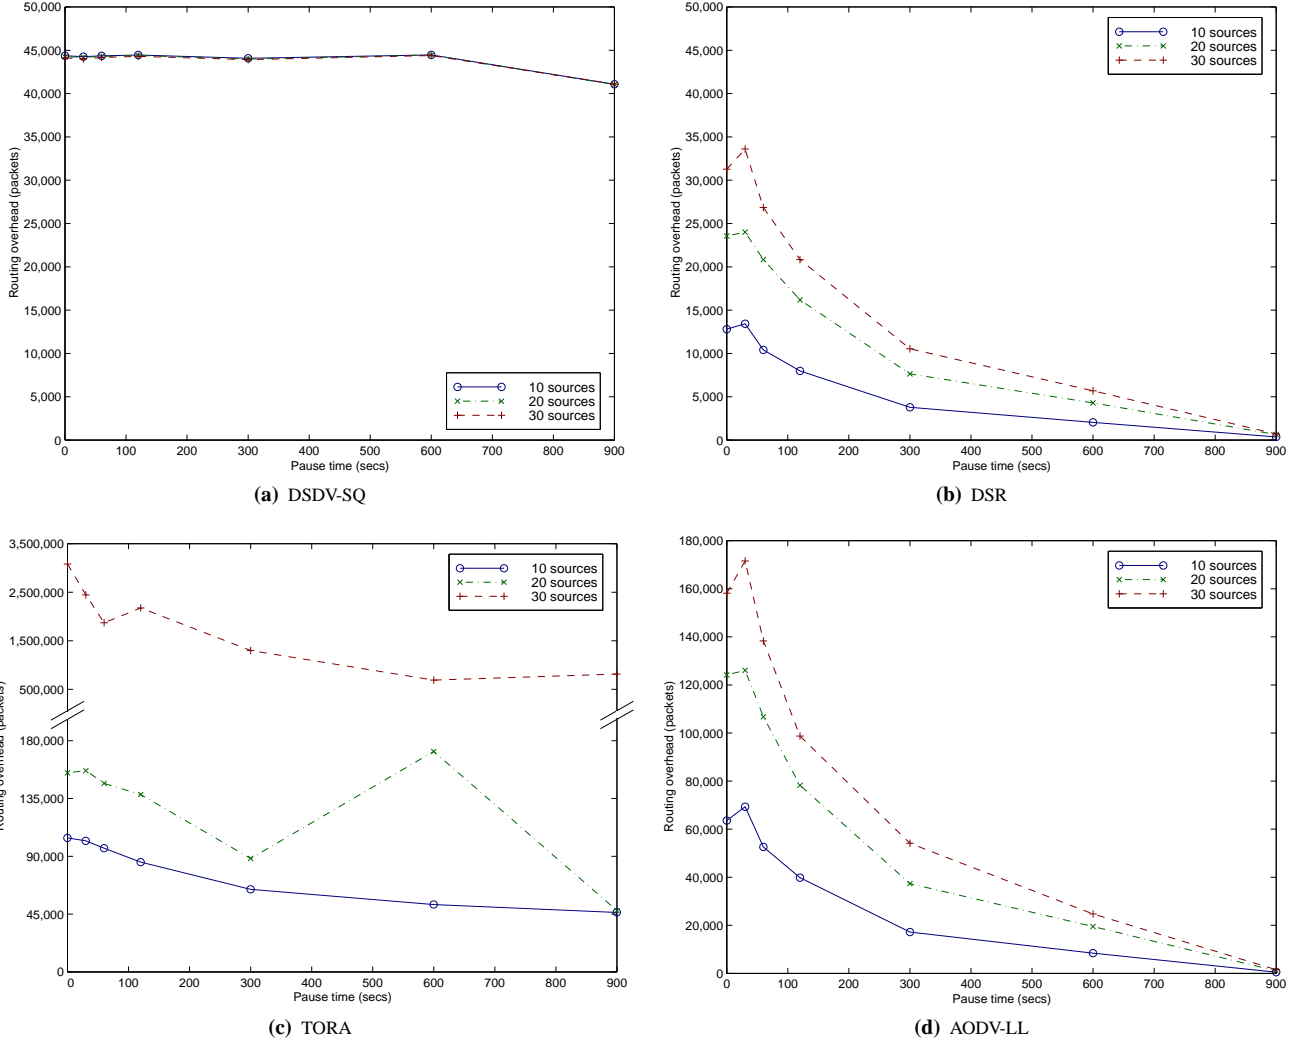 50,000
45,000
40,000
35,000
30,000
25,000
20,000
15,000
10,000
5,000
0
Routing overhead (packets)
10 sources
20 sources
30 sources
0 100 200 300 400 500 600 700 800 900
Pause time (secs)
(a) DSDV-SQ
50,000
45,000
40,000
35,000
30,000
25,000
20,000
15,000
10,000
5,000
0
Routing overhead (packets)
10 sources
20 sources
30 sources
0 100 200 300 400 500 600 700 800 900
Pause time (secs)
(b) DSR
3,500,000
2,500,000
1,500,000
500,000
180,000
135,000
90,000
45,000
0
Routing overhead (packets)
10 sources
20 sources
30 sources
0 100 200 300 400 500 600 700 800 900
Pause time (secs)
(c) TORA
180,000
160,000
140,000
120,000
100,000
80,000
60,000
40,000
20,000
0
Routing overhead (packets)
10 sources
20 sources
30 sources
0 100 200 300 400 500 600 700 800 900
Pause time (secs)
(d) AODV-LL